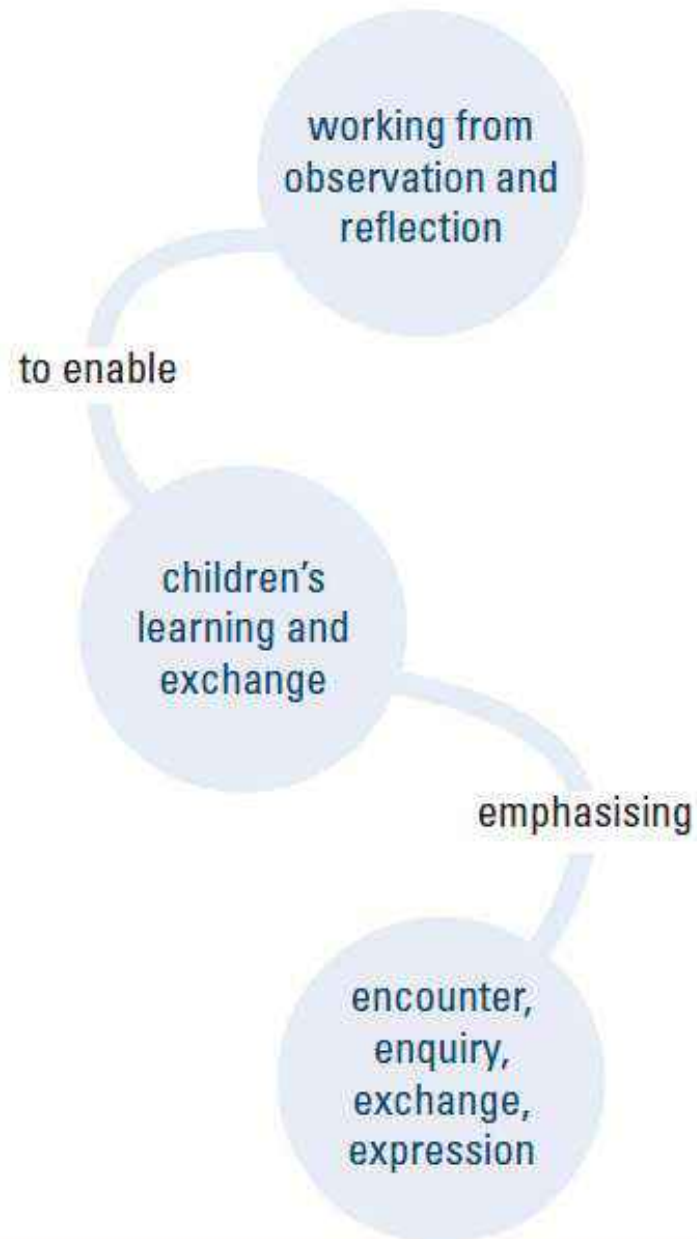 working from
observation and
reflection
to enable
children's
learning and
exchange
emphasising
encounter,
enquiry,
exchange,
expression